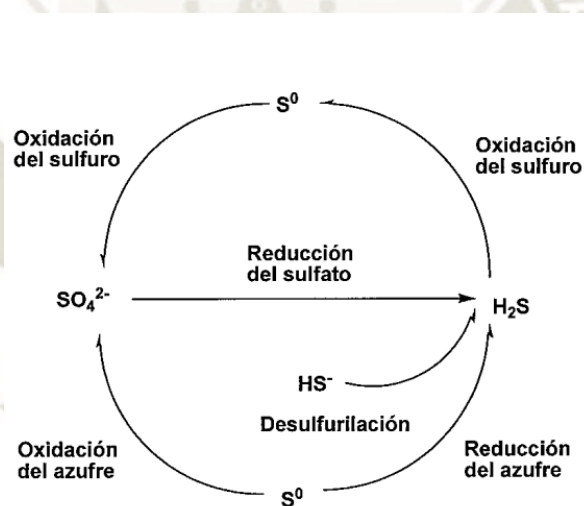 S⁰
Oxidación
del sulfuro
Oxidación
del sulfuro
Reducción
del sulfato
SO₄²⁻
H₂S
HS⁻
Desulfurilación
Oxidación
del azufre
Reducción
del azufre
S⁰